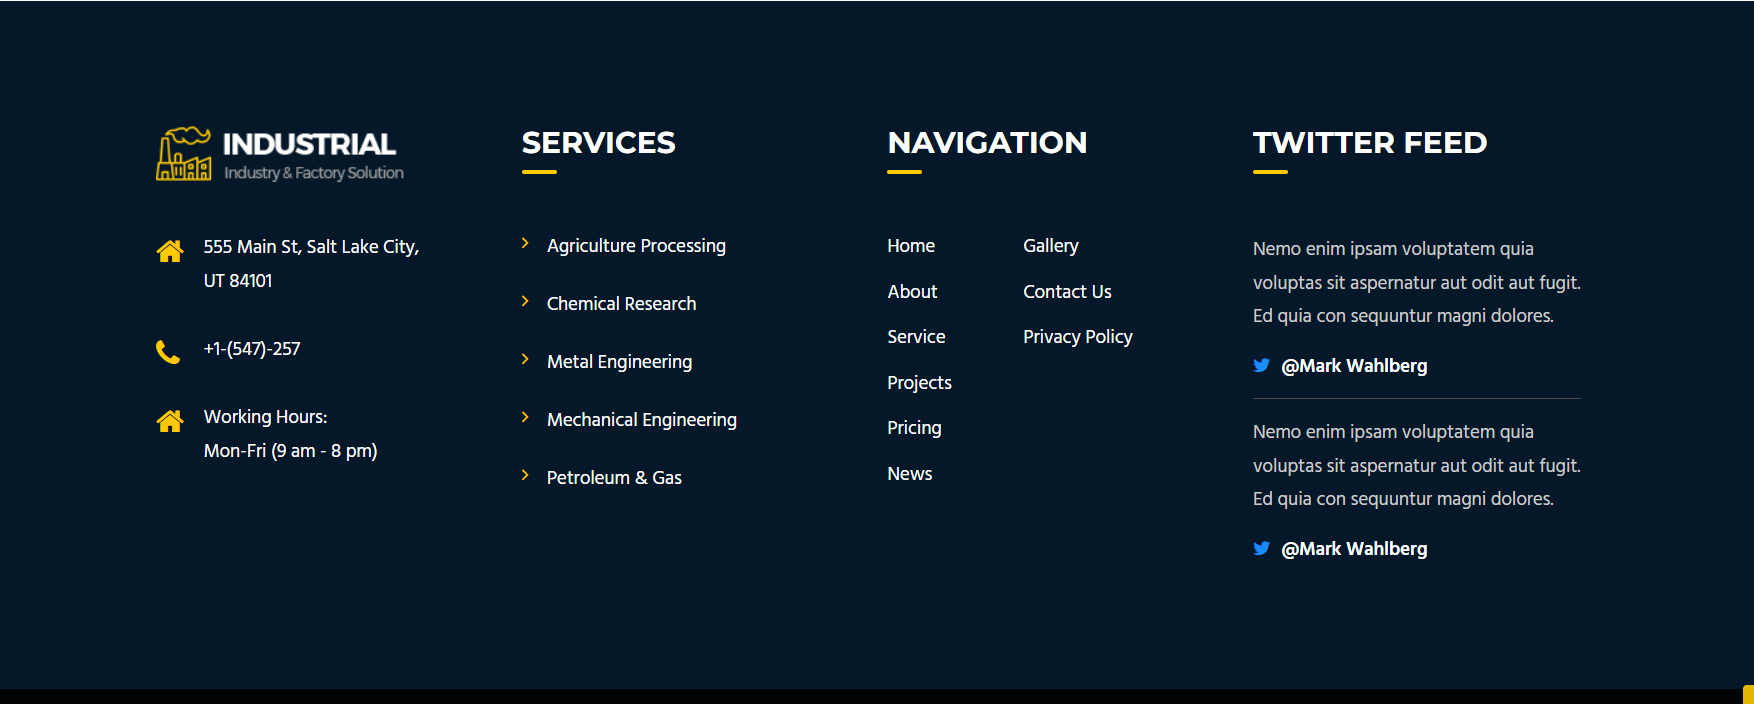 INDUSTRIAL
Industry & Factory Solution
555 Main St, Salt Lake City,
UT 84101
+1-(547)-257
Working Hours:
Mon-Fri (9 am - 8 pm)
SERVICES
Agriculture Processing
Chemical Research
Metal Engineering
Mechanical Engineering
Petroleum & Gas
NAVIGATION
Home
About
Service
Projects
Pricing
News
Gallery
Contact Us
Privacy Policy
TWITTER FEED
Nemo enim ipsam voluptatem quia
voluptas sit aspernatur aut odit aut fugit.
Ed quia con sequuntur magni dolores.
@Mark Wahlberg
Nemo enim ipsam voluptatem quia
voluptas sit aspernatur aut odit aut fugit.
Ed quia con sequuntur magni dolores.
@Mark Wahlberg